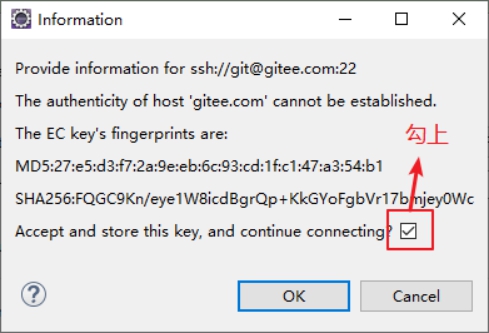 Information
Provide information for ssh://git@gitee.com:22
The authenticity of host 'gitee.com' cannot be established.
The EC key's fingerprints are:
勾上
MD5:27:e5:d3:f7:2a:9e:eb:6c:93:cd:1f:c1:47:a3:54:b1
SHA256:FQGC9Kn/eye1W8icdBgrQp+KkGYoFgbVr17bmjey0Wc
Accept and store this key, and continue connecting?
?
OK
Cancel